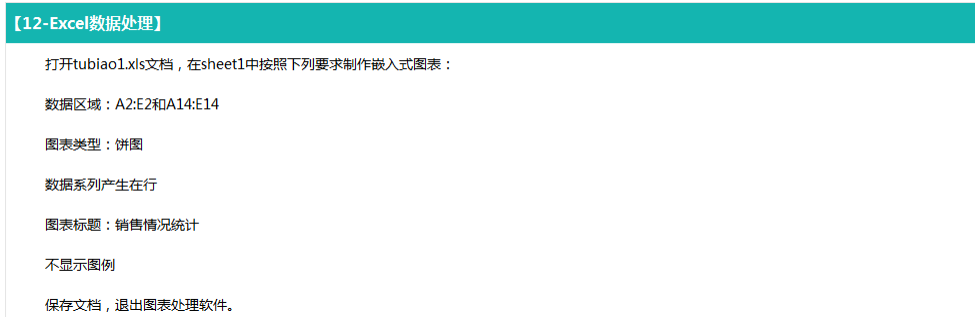 【12-Excel数据处理】
打开tubiao1.xls文档，在sheet1中按照下列要求制作嵌入式图表：
数据区域：A2:E2和A14:E14
图表类型：饼图
数据系列产生在行
图表标题：销售情况统计
不显示图例
保存文档，退出图表处理软件。